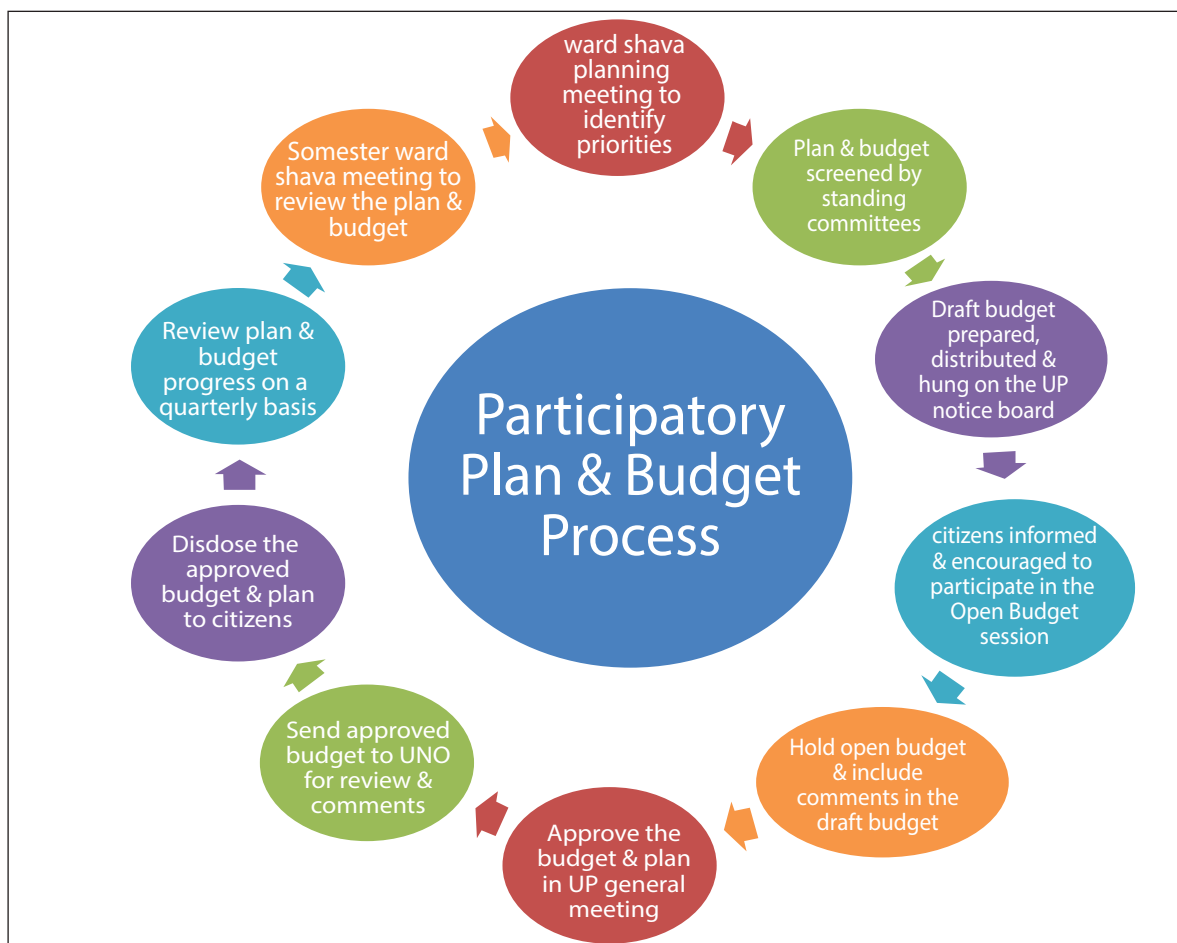 ward shava
planning
meeting to
identify
priorities
Plan & budget
screened by
standing
committees
Draft budget
prepared,
distributed &
hung on the UP
notice board
citizens informed
& encouraged to
participate in the
Open Budget
session
Hold open budget
& include
comments in the
draft budget
Approve the
budget & plan
in UP general
meeting
Send approved
budget to UNO
for review &
comments
Disdose the
approved
budget & plan
to citizens
Review plan &
budget
progress on a
quarterly basis
Somester ward
shava meeting to
review the plan &
budget
Participatory
Plan & Budget
Process